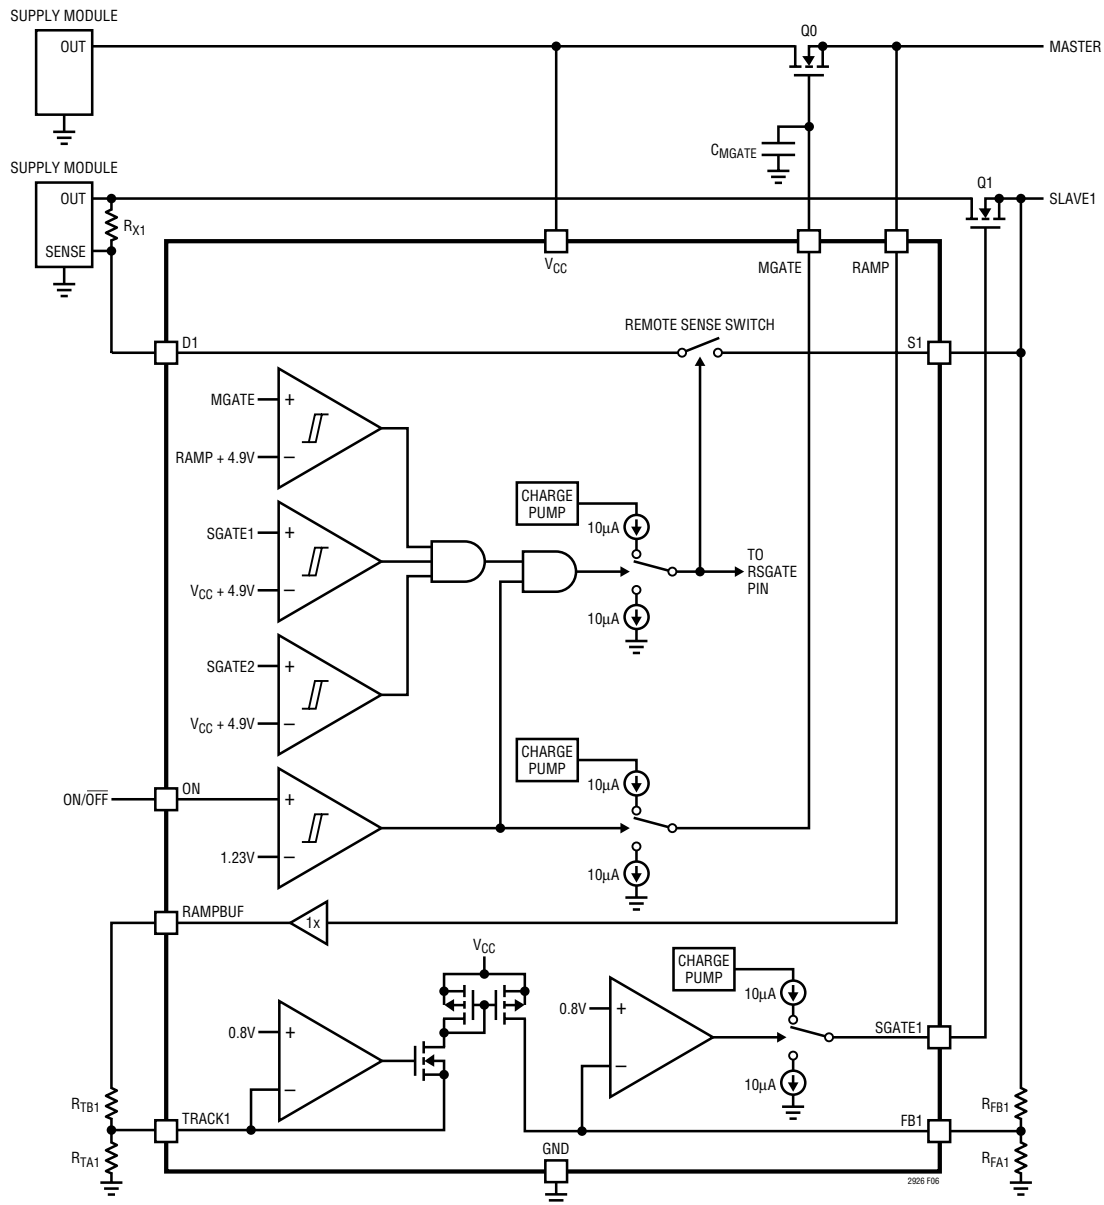 SUPPLY MODULE
OUT
Q0
MASTER
CMGATE
SUPPLY MODULE
OUT
RX1
SENSE
Q1
SLAVE1
VCC
MGATE
RAMP
REMOTE SENSE SWITCH
D1
S1
MGATE
+
RAMP + 4.9V
–
CHARGE
PUMP
10µA
SGATE1
+
VCC + 4.9V
–
TO
RSGATE
PIN
10µA
SGATE2
+
VCC + 4.9V
–
CHARGE
PUMP
10µA
ON/OFF
ON
+
1.23V
–
10µA
RAMPBUF
1x
VCC
CHARGE
PUMP
10µA
0.8V
+
0.8V
+
SGATE1
–
–
10µA
RTB1
TRACK1
RTA1
GND
FB1
RFB1
RFA1
2926 F06